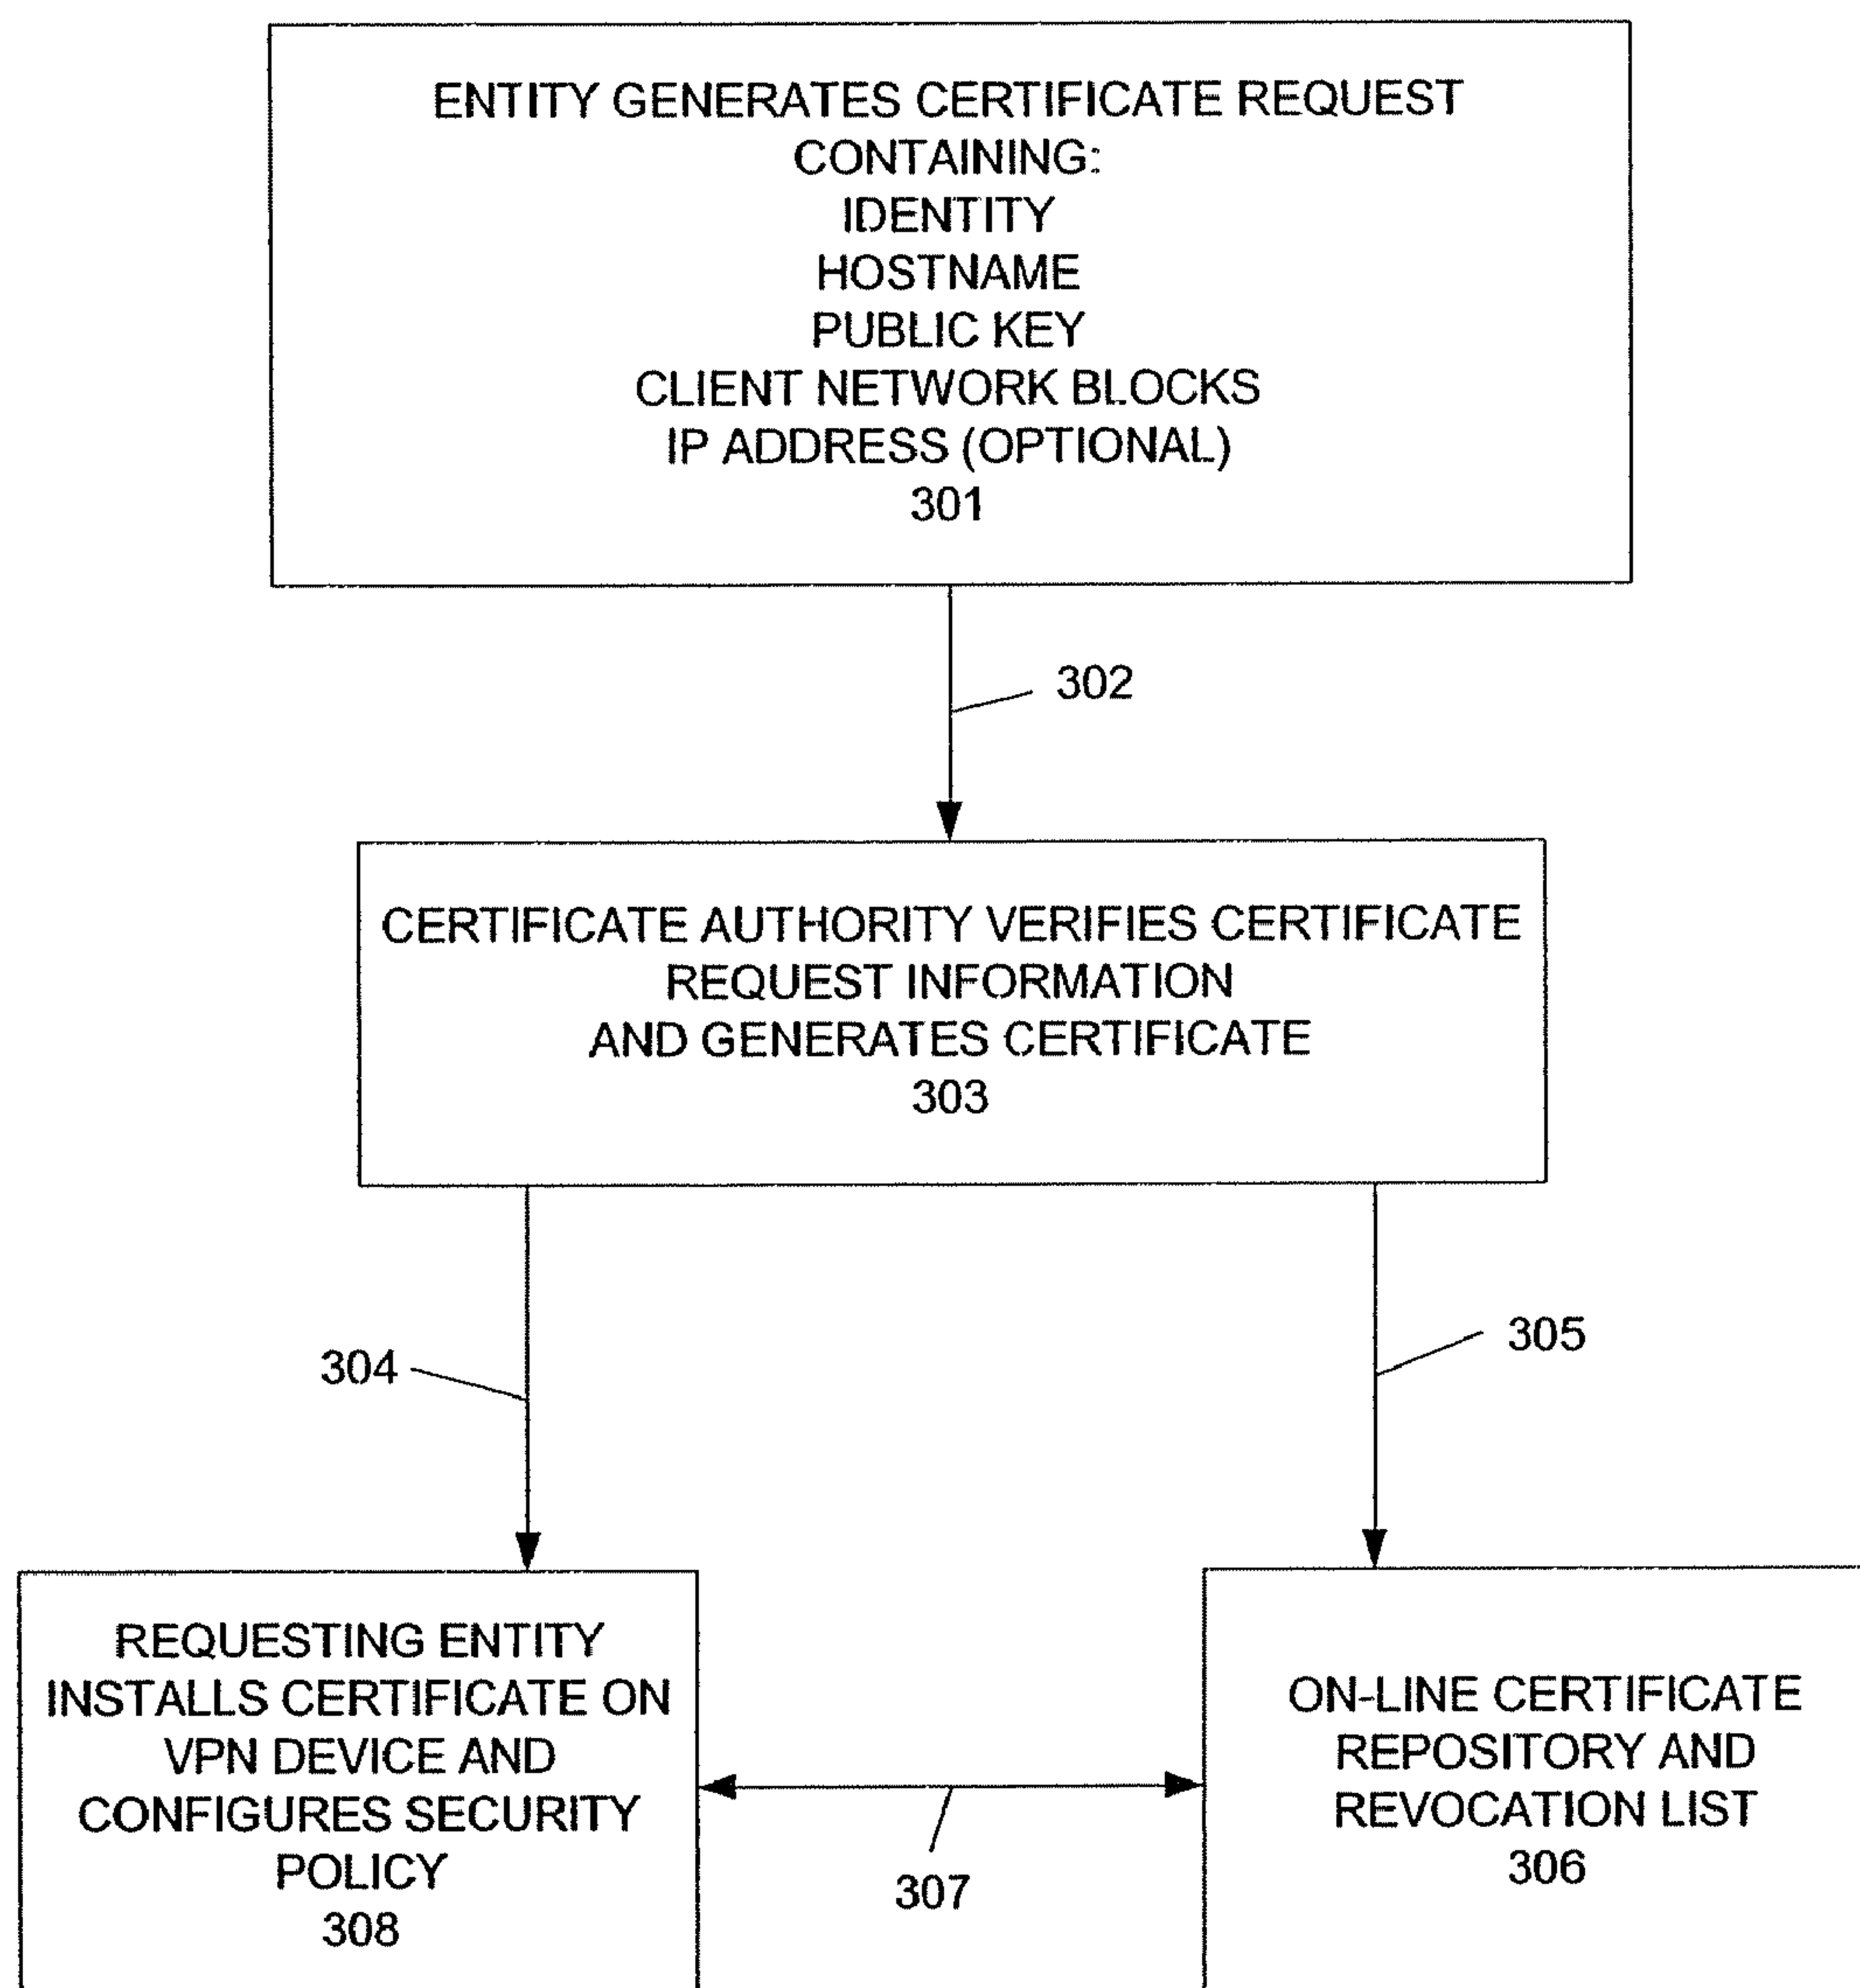 ENTITY GENERATES CERTIFICATE REQUEST
CONTAINING:
IDENTITY
HOSTNAME
PUBLIC KEY
CLIENT NETWORK BLOCKS
IP ADDRESS (OPTIONAL)
301
302
CERTIFICATE AUTHORITY VERIFIES CERTIFICATE
REQUEST INFORMATION
AND GENERATES CERTIFICATE
303
304
305
REQUESTING ENTITY
INSTALLS CERTIFICATE ON
VPN DEVICE AND
CONFIGURES SECURITY
POLICY
308
307
ON-LINE CERTIFICATE
REPOSITORY AND
REVOCATION LIST
306